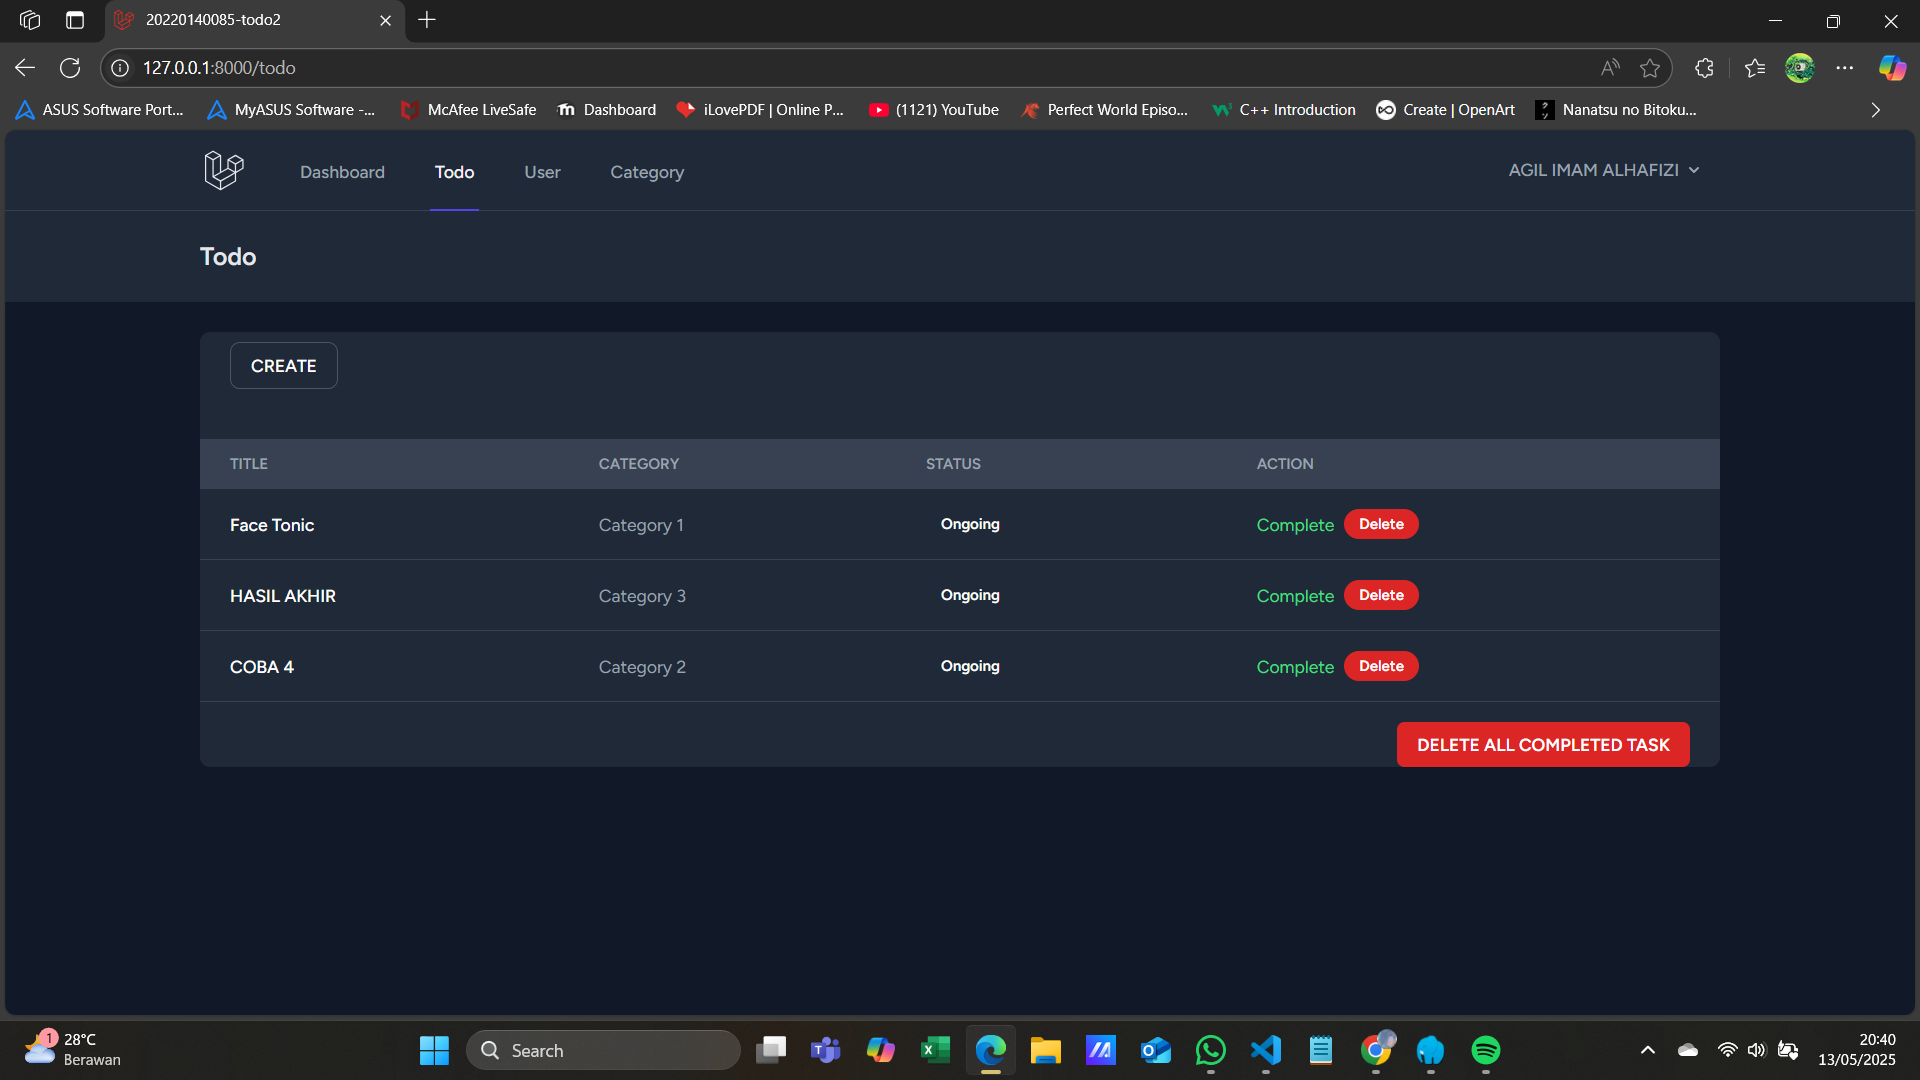 20220140085-todo2
127.0.0.1:8000/todo
ASUS Software Port... MyASUS Software -... McAfee LiveSafe Dashboard iLovePDF | Online P... (1121) YouTube Perfect World Episo... C++ Introduction Create | OpenArt Nanatsu no Bitoku...
Dashboard Todo User Category AGIL IMAM ALHAFIZI
Todo
CREATE
TITLE CATEGORY STATUS ACTION
Face Tonic Category 1 Ongoing Complete Delete
HASIL AKHIR Category 3 Ongoing Complete Delete
COBA 4 Category 2 Ongoing Complete Delete
DELETE ALL COMPLETED TASK
1 28°C
Berawan
Search
20:40
13/05/2025